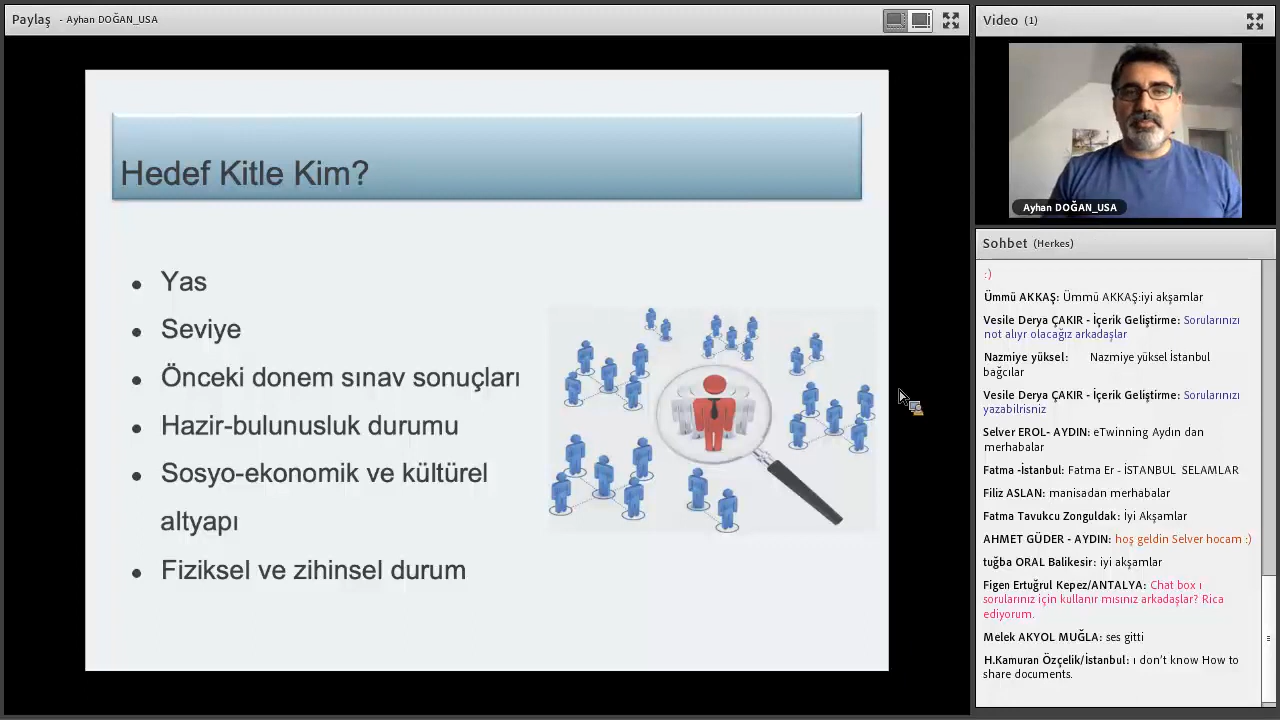 Paylaş - Ayhan DOĞAN_USA
Hedef Kitle Kim?
Yas
Seviye
Önceki donem sınav sonuçları
Hazir-bulunusluk durumu
Sosyo-ekonomik ve kültürel
altyapı
Fiziksel ve zihinsel durum
Video (1)
Ayhan DOĞAN_USA
Sohbet (Herkes)
:)
Ümmü AKKAŞ: Ümmü AKKAŞ:iyi akşamlar
Vesile Derya ÇAKIR - İçerik Geliştirme: Sorularınızı
not alıyr olacağız arkadaşlar
Nazmiye yüksel: Nazmiye yüksel İstanbul
bağcılar
Vesile Derya ÇAKIR - İçerik Geliştirme: Sorularınızı
yazabilrisniz
Selver EROL- AYDIN: eTwinning Aydın dan
merhabalar
Fatma -İstanbul: Fatma Er - İSTANBUL SELAMLAR
Filiz ASLAN: manisadan merhabalar
Fatma Tavukcu Zonguldak: İyi Akşamlar
AHMET GÜDER - AYDIN: hoş geldin Selver hocam :)
tuğba ORAL Balikesir: iyi akşamlar
Figen Ertuğrul Kepez/ANTALYA: Chat box ı
sorularınız için kullanır mısınız arkadaşlar? Rica
ediyorum.
Melek AKYOL MUĞLA: ses gitti
H.Kamuran Özçelik/İstanbul: ı don't know How to
share documents.